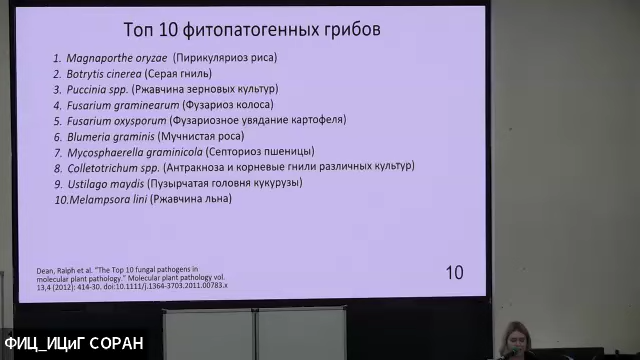 Топ 10 фитопатогенных грибов
1. Magnaporthe oryzae (Пирикуляриоз риса)
2. Botrytis cinerea (Серая гниль)
3. Puccinia spp. (Ржавчина зерновых культур)
4. Fusarium graminearum (Фузариоз колоса)
5. Fusarium oxysporum (Фузариозное увядание картофеля)
6. Blumeria graminis (Мучнистая роса)
7. Mycosphaerella graminicola (Септориоз пшеницы)
8. Colletotrichum spp. (Антракноза и корневые гнили различных культур)
9. Ustilago maydis (Пузырчатая головня кукурузы)
10.Melampsora lini (Ржавчина льна)
Dean, Ralph et al. "The Top 10 fungal pathogens in
molecular plant pathology." Molecular plant pathology vol.
13,4 (2012): 414-30. doi:10.1111/j.1364-3703.2011.00783.x
10
ФИЦ_ИЦиГ СОРАН